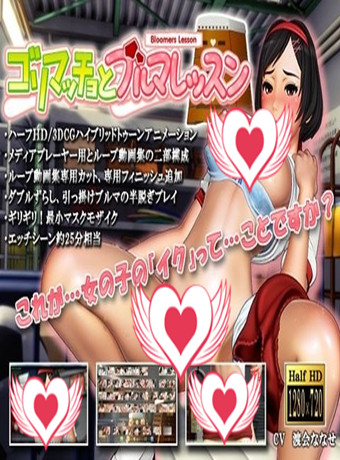 Bloomers Lesson
ゴリマッチョとブルマレッスン
・ハーフHD/3DCGハイブリッドトゥーンアニメーション
・メディアプレーヤー用とループ動画集の二部構成
・ループ動画集専用カット、専用フィニッシュ追加
・ダブルずらし、引っ掛けブルマの半脱ぎプレイ
・ギリギリ!最小マスクモザイク
・エッチシーン約25分相当
これが…女の子の「イク」って…ことですか?
Half HD
1280×720
CV 渡会ななせ